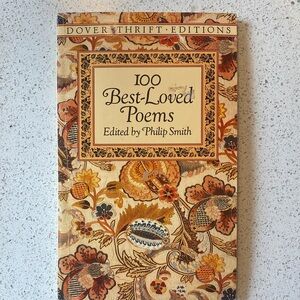 DOVER · THRIFT · EDITIONS
100
Best-Loved
Poems
Edited by Philip Smith